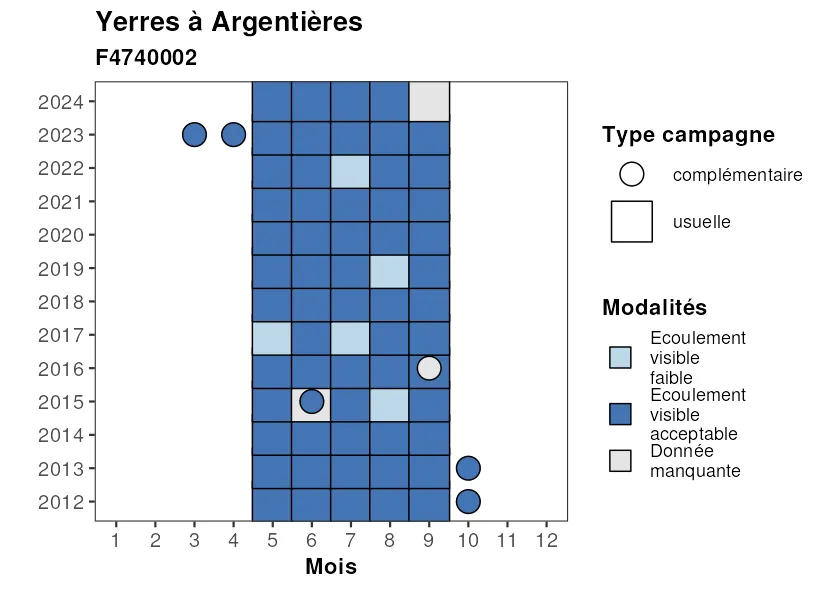 Yerres à Argentières
F4740002
2024
2023
2022
2021
2020
2019
2018
2017
2016
2015
2014
2013
2012
1 2 3 4 5 6 7 8 9 10 11 12
Mois
Type campagne
complémentaire
usuelle
Modalités
Ecoulement
visible
faible
Ecoulement
visible
acceptable
Donnée
manquante